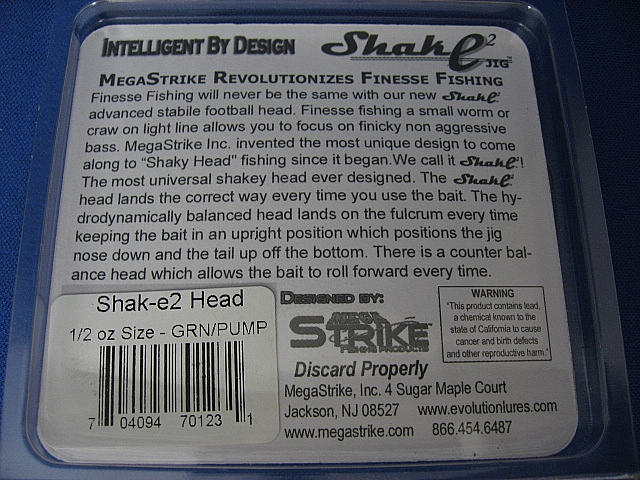 INTELLIGENT BY DESIGN
Shak-e2 JIG™
MEGASTRIKE REVOLUTIONIZES FINESSE FISHING
Finesse Fishing will never be the same with our new Shak-e2
advanced stabile football head. Finesse fishing a small worm or
craw on light line allows you to focus on finicky non aggressive
bass. MegaStrike Inc. invented the most unique design to come
along to "Shaky Head" fishing since it began.We call it Shak-e2!
The most universal shakey head ever designed. The Shak-e2
head lands the correct way every time you use the bait. The hy-
drodynamically balanced head lands on the fulcrum every time
keeping the bait in an upright position which positions the jig
nose down and the tail up off the bottom. There is a counter bal-
ance head which allows the bait to roll forward every time.
Shak-e2 Head
1/2 oz Size - GRN/PUMP
7 04094 70123 1
DESIGNED BY:
MEGA
STRIKE
FISHING PRODUCTS
Discard Properly
WARNING
"This product contains lead,
a chemical known to the
state of California to cause
cancer and birth defects
and other reproductive harm."
MegaStrike, Inc. 4 Sugar Maple Court
Jackson, NJ 08527 www.evolutionlures.com
www.megastrike.com 866.454.6487